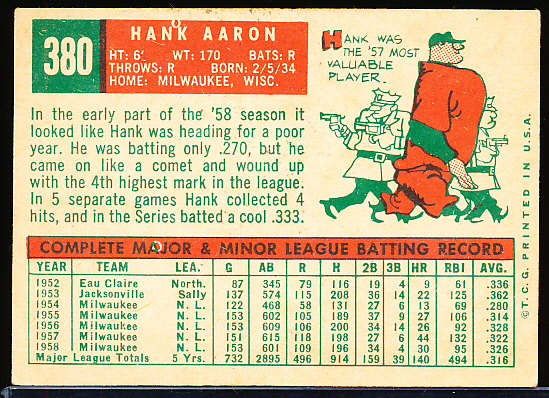 380
HANK AARON
HT: 6' WT: 170 BATS: R
THROWS: R BORN: 2/5/34
HOME: MILWAUKEE, WISC.
HANK WAS
THE '57 MOST
VALUABLE
PLAYER.
In the early part of the '58 season it
looked like Hank was heading for a poor
year. He was batting only .270, but he
came on like a comet and wound up
with the 4th highest mark in the league.
In 5 separate games Hank collected 4
hits, and in the Series batted a cool .333.
COMPLETE MAJOR & MINOR LEAGUE BATTING RECORD
YEAR TEAM LEA. G AB R H 2B 3B HR RBI AVG.
1952 Eau Claire North. 87 345 79 116 19 4 9 61 .336
1953 Jacksonville Sally 137 574 115 208 36 14 22 125 .362
1954 Milwaukee N. L. 122 468 58 131 27 6 13 69 .280
1955 Milwaukee N. L. 153 602 105 189 37 9 27 106 .314
1956 Milwaukee N. L. 153 609 106 200 34 14 26 92 .328
1957 Milwaukee N. L. 151 615 118 198 27 6 44 132 .322
1958 Milwaukee N. L. 153 601 109 196 34 4 30 95 .326
Major League Totals 5 Yrs. 732 2895 496 914 159 39 140 494 .316
© T.C.G. PRINTED IN U.S.A.